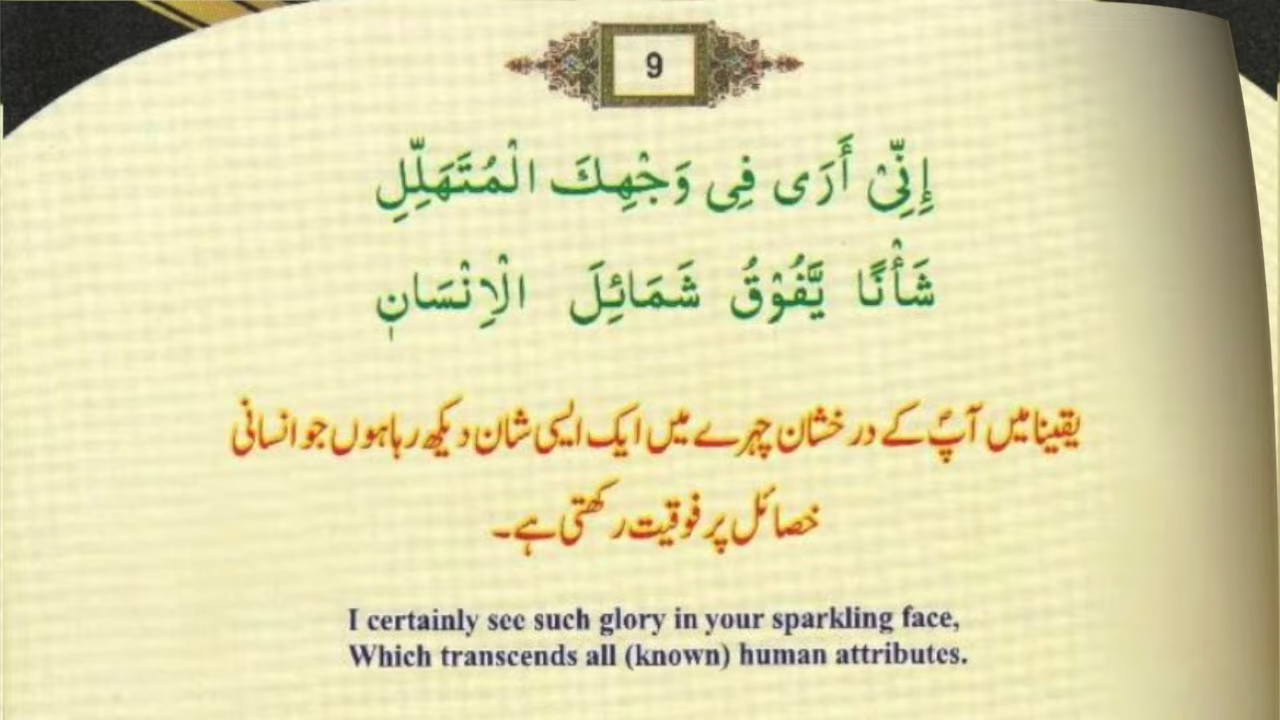 9
إِنِّىْ أَرَى فِى وَجْهِكَ الْمُتَهَلِّلِ
شَأْنًا يَّفُوْقُ شَمَائِلَ الْاِنْسَانٖ
یقینا میں آپؐ کے درخشان چہرے میں ایک ایسی شان دیکھ رہا ہوں جو انسانی
خصائل پر فوقیت رکھتی ہے۔
I certainly see such glory in your sparkling face,
Which transcends all (known) human attributes.